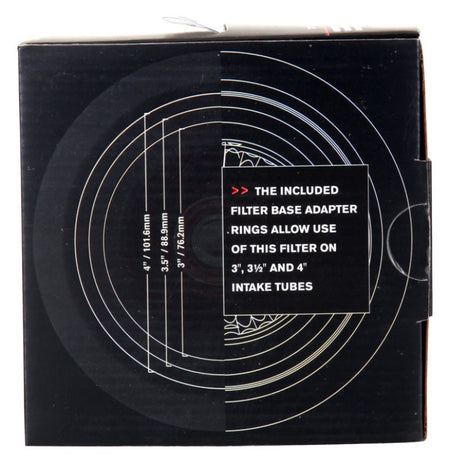 >> THE INCLUDED
FILTER BASE ADAPTER
RINGS ALLOW USE
OF THIS FILTER ON
3", 3½" AND 4"
INTAKE TUBES
4" / 101.6mm
3.5" / 88.9mm
3" / 76.2mm